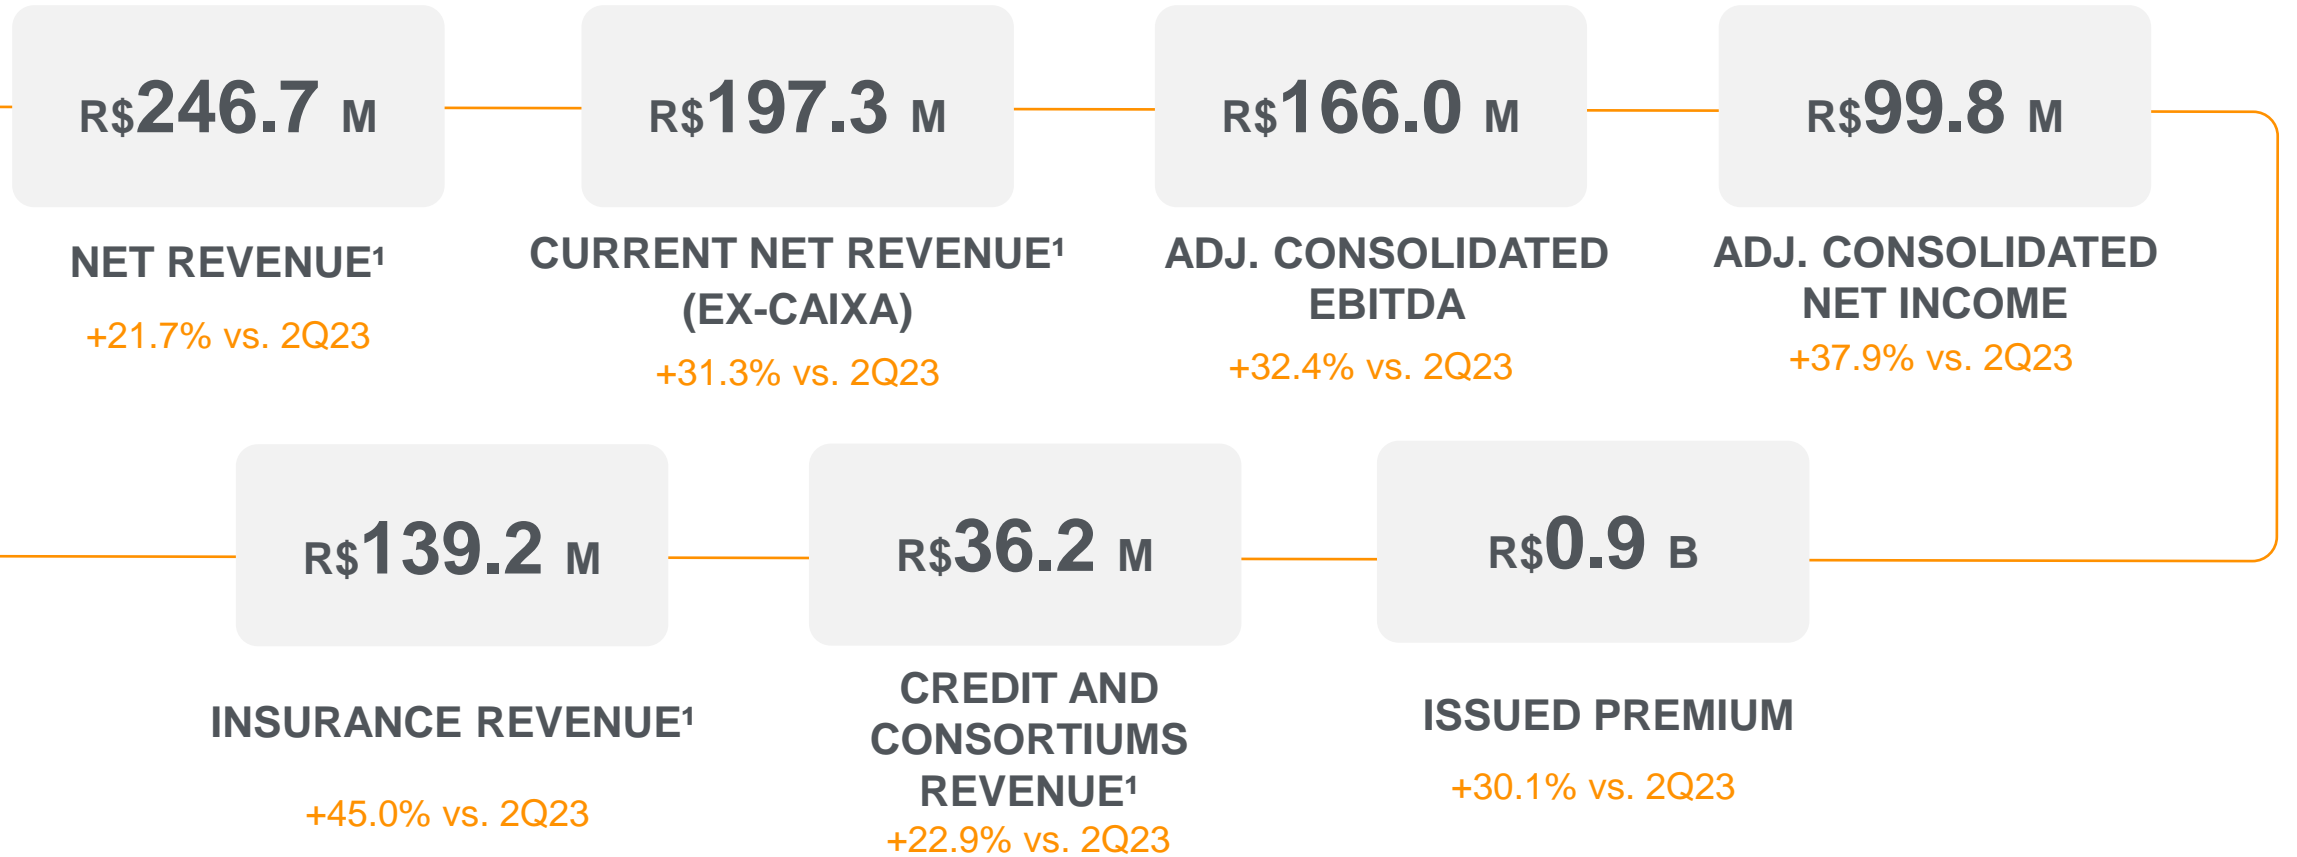 R$246.7 M
NET REVENUE¹
+21.7% vs. 2Q23
R$197.3 M
CURRENT NET REVENUE¹
(EX-CAIXA)
+31.3% vs. 2Q23
R$166.0 M
ADJ. CONSOLIDATED
EBITDA
+32.4% vs. 2Q23
R$99.8 M
ADJ. CONSOLIDATED
NET INCOME
+37.9% vs. 2Q23
R$139.2 M
INSURANCE REVENUE¹
+45.0% vs. 2Q23
R$36.2 M
CREDIT AND
CONSORTIUMS
REVENUE¹
+22.9% vs. 2Q23
R$0.9 B
ISSUED PREMIUM
+30.1% vs. 2Q23